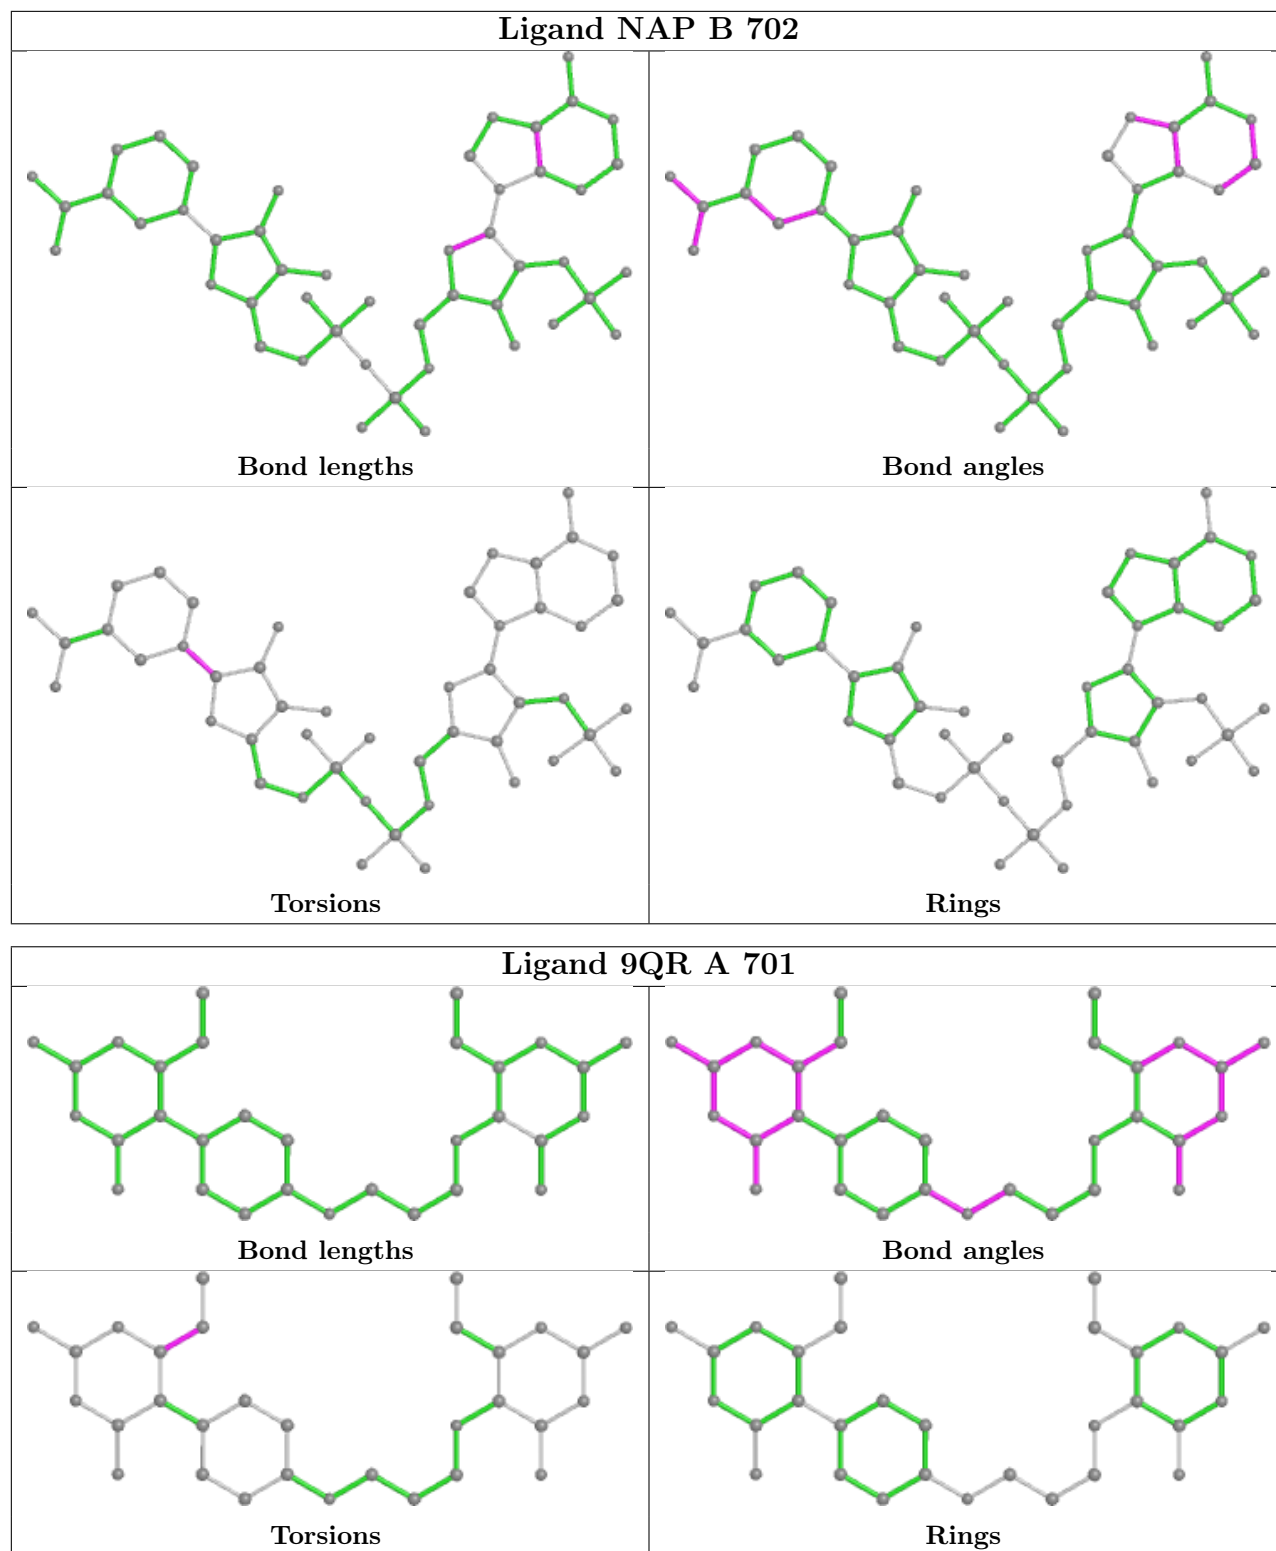 Ligand NAP B 702
Bond lengths
Bond angles
Torsions
Rings
Ligand 9QR A 701
Bond lengths
Bond angles
Torsions
Rings